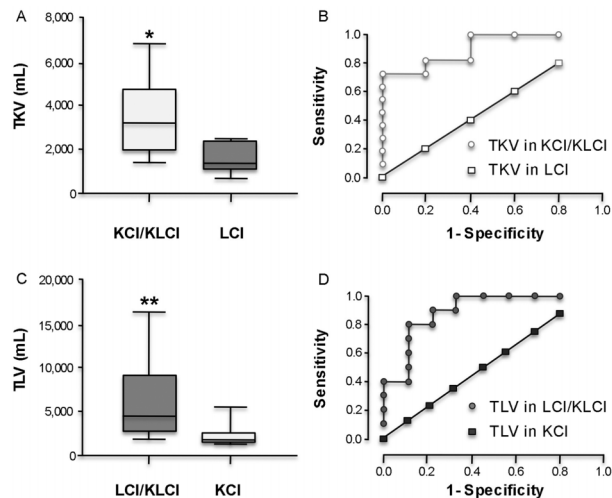 A
8,000
6,000
4,000
2,000
0
TKV (mL)
*
KCI/KLCI LCI
B
1.0
0.8
0.6
0.4
0.2
0.0
Sensitivity
TKV in KCI/KLCI
TKV in LCI
0.0 0.2 0.4 0.6 0.8 1.0
1- Specificity
C
20,000
15,000
10,000
5,000
0
TLV (mL)
**
LCI/KLCI KCI
D
1.0
0.8
0.6
0.4
0.2
0.0
Sensitivity
TLV in LCI/KLCI
TLV in KCI
0.0 0.2 0.4 0.6 0.8 1.0
1- Specificity